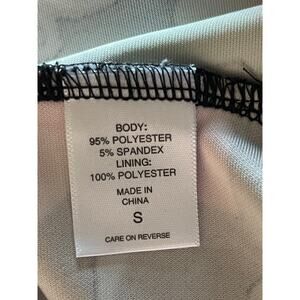 BODY:
95% POLYESTER
5% SPANDEX
LINING:
100% POLYESTER
MADE IN
CHINA
S
CARE ON REVERSE